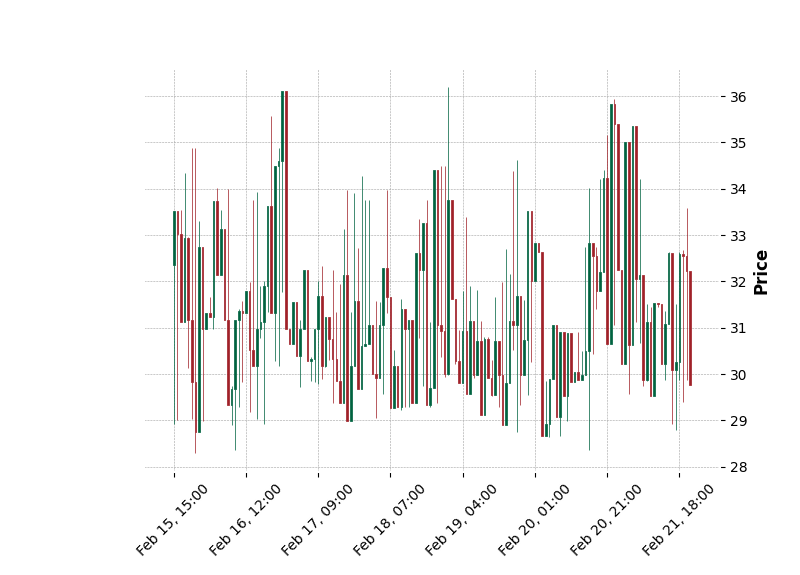 36
35
34
33
32
31
30
29
28
Price
Feb 15, 15:00
Feb 16, 12:00
Feb 17, 09:00
Feb 18, 07:00
Feb 19, 04:00
Feb 20, 01:00
Feb 20, 21:00
Feb 21, 18:00